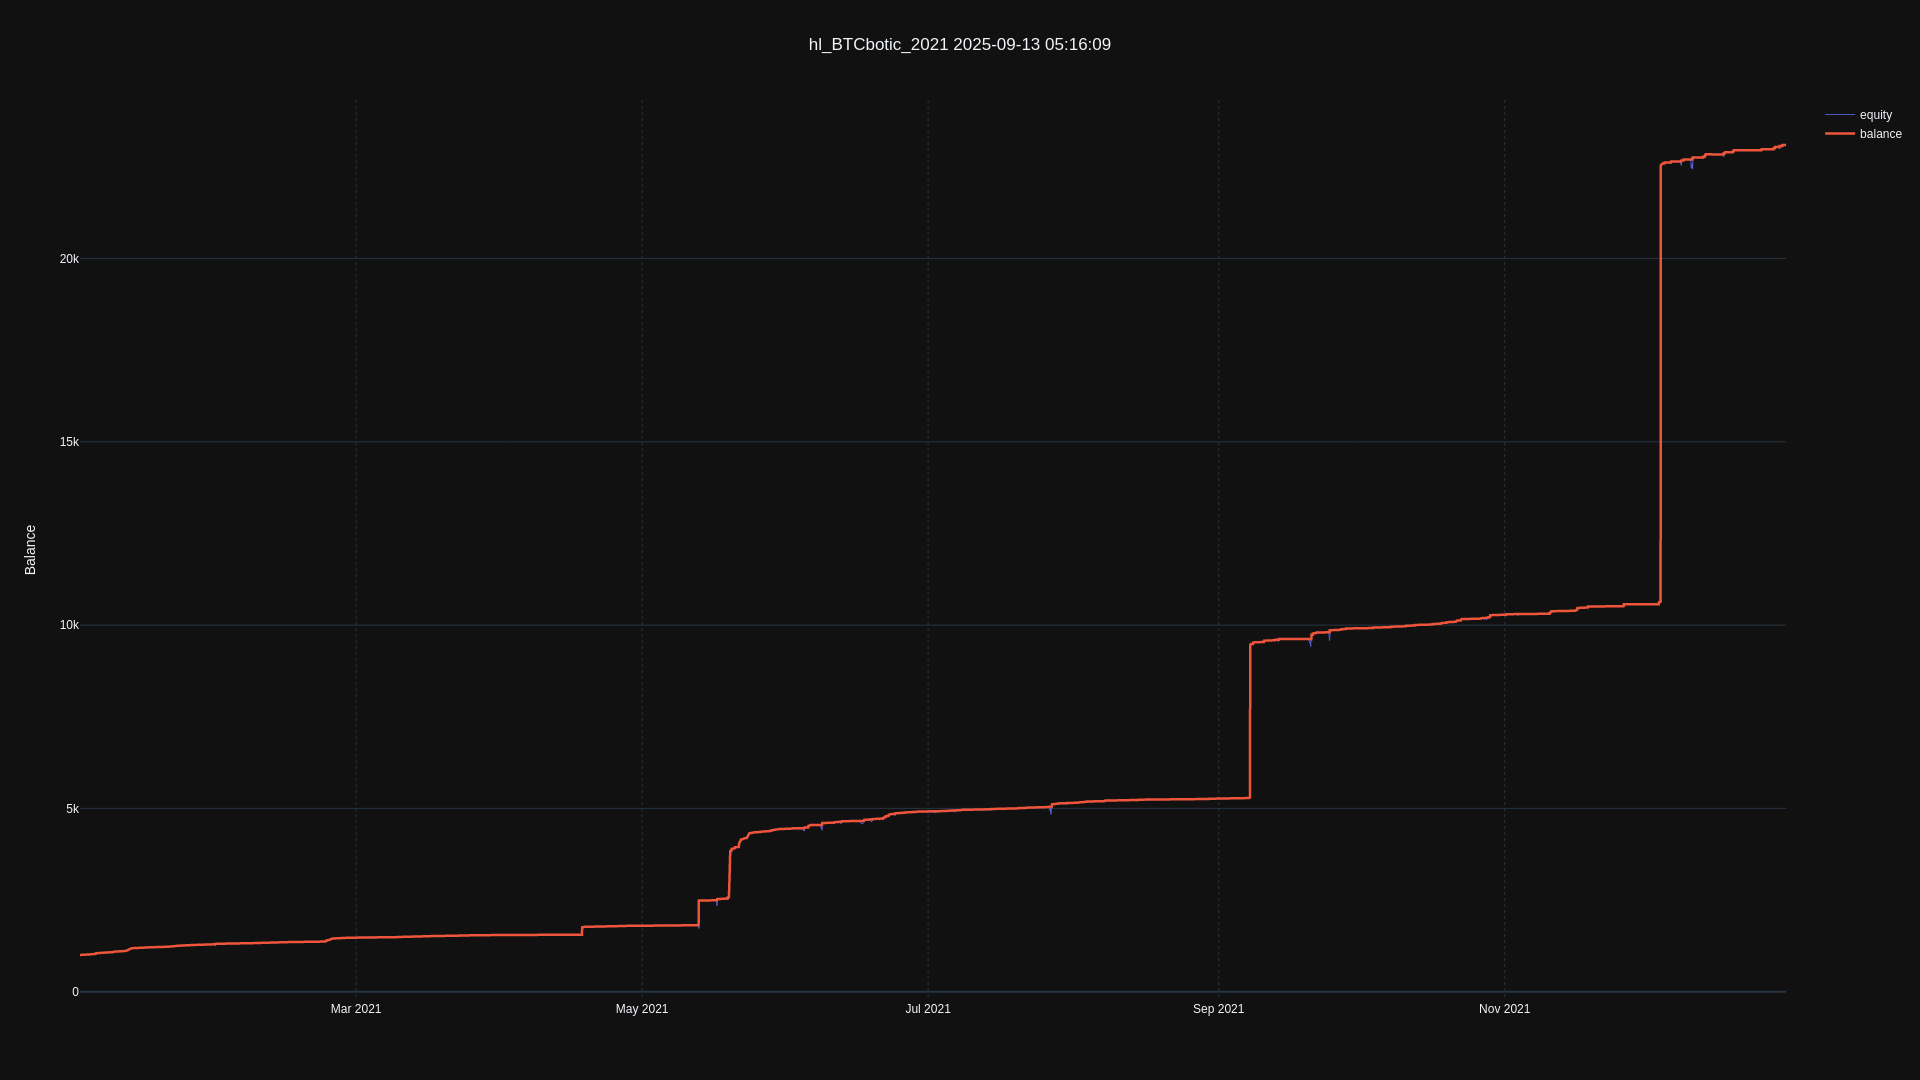 hl_BTCbotic_2021 2025-09-13 05:16:09
equity
balance
20k
15k
10k
5k
0
Balance
Mar 2021
May 2021
Jul 2021
Sep 2021
Nov 2021